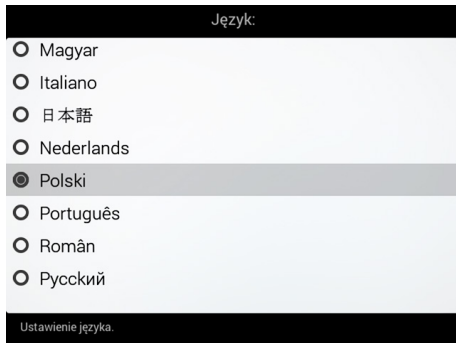 Język:
Magyar
Italiano
日本語
Nederlands
Polski
Português
Român
Русский
Ustawienie języka.